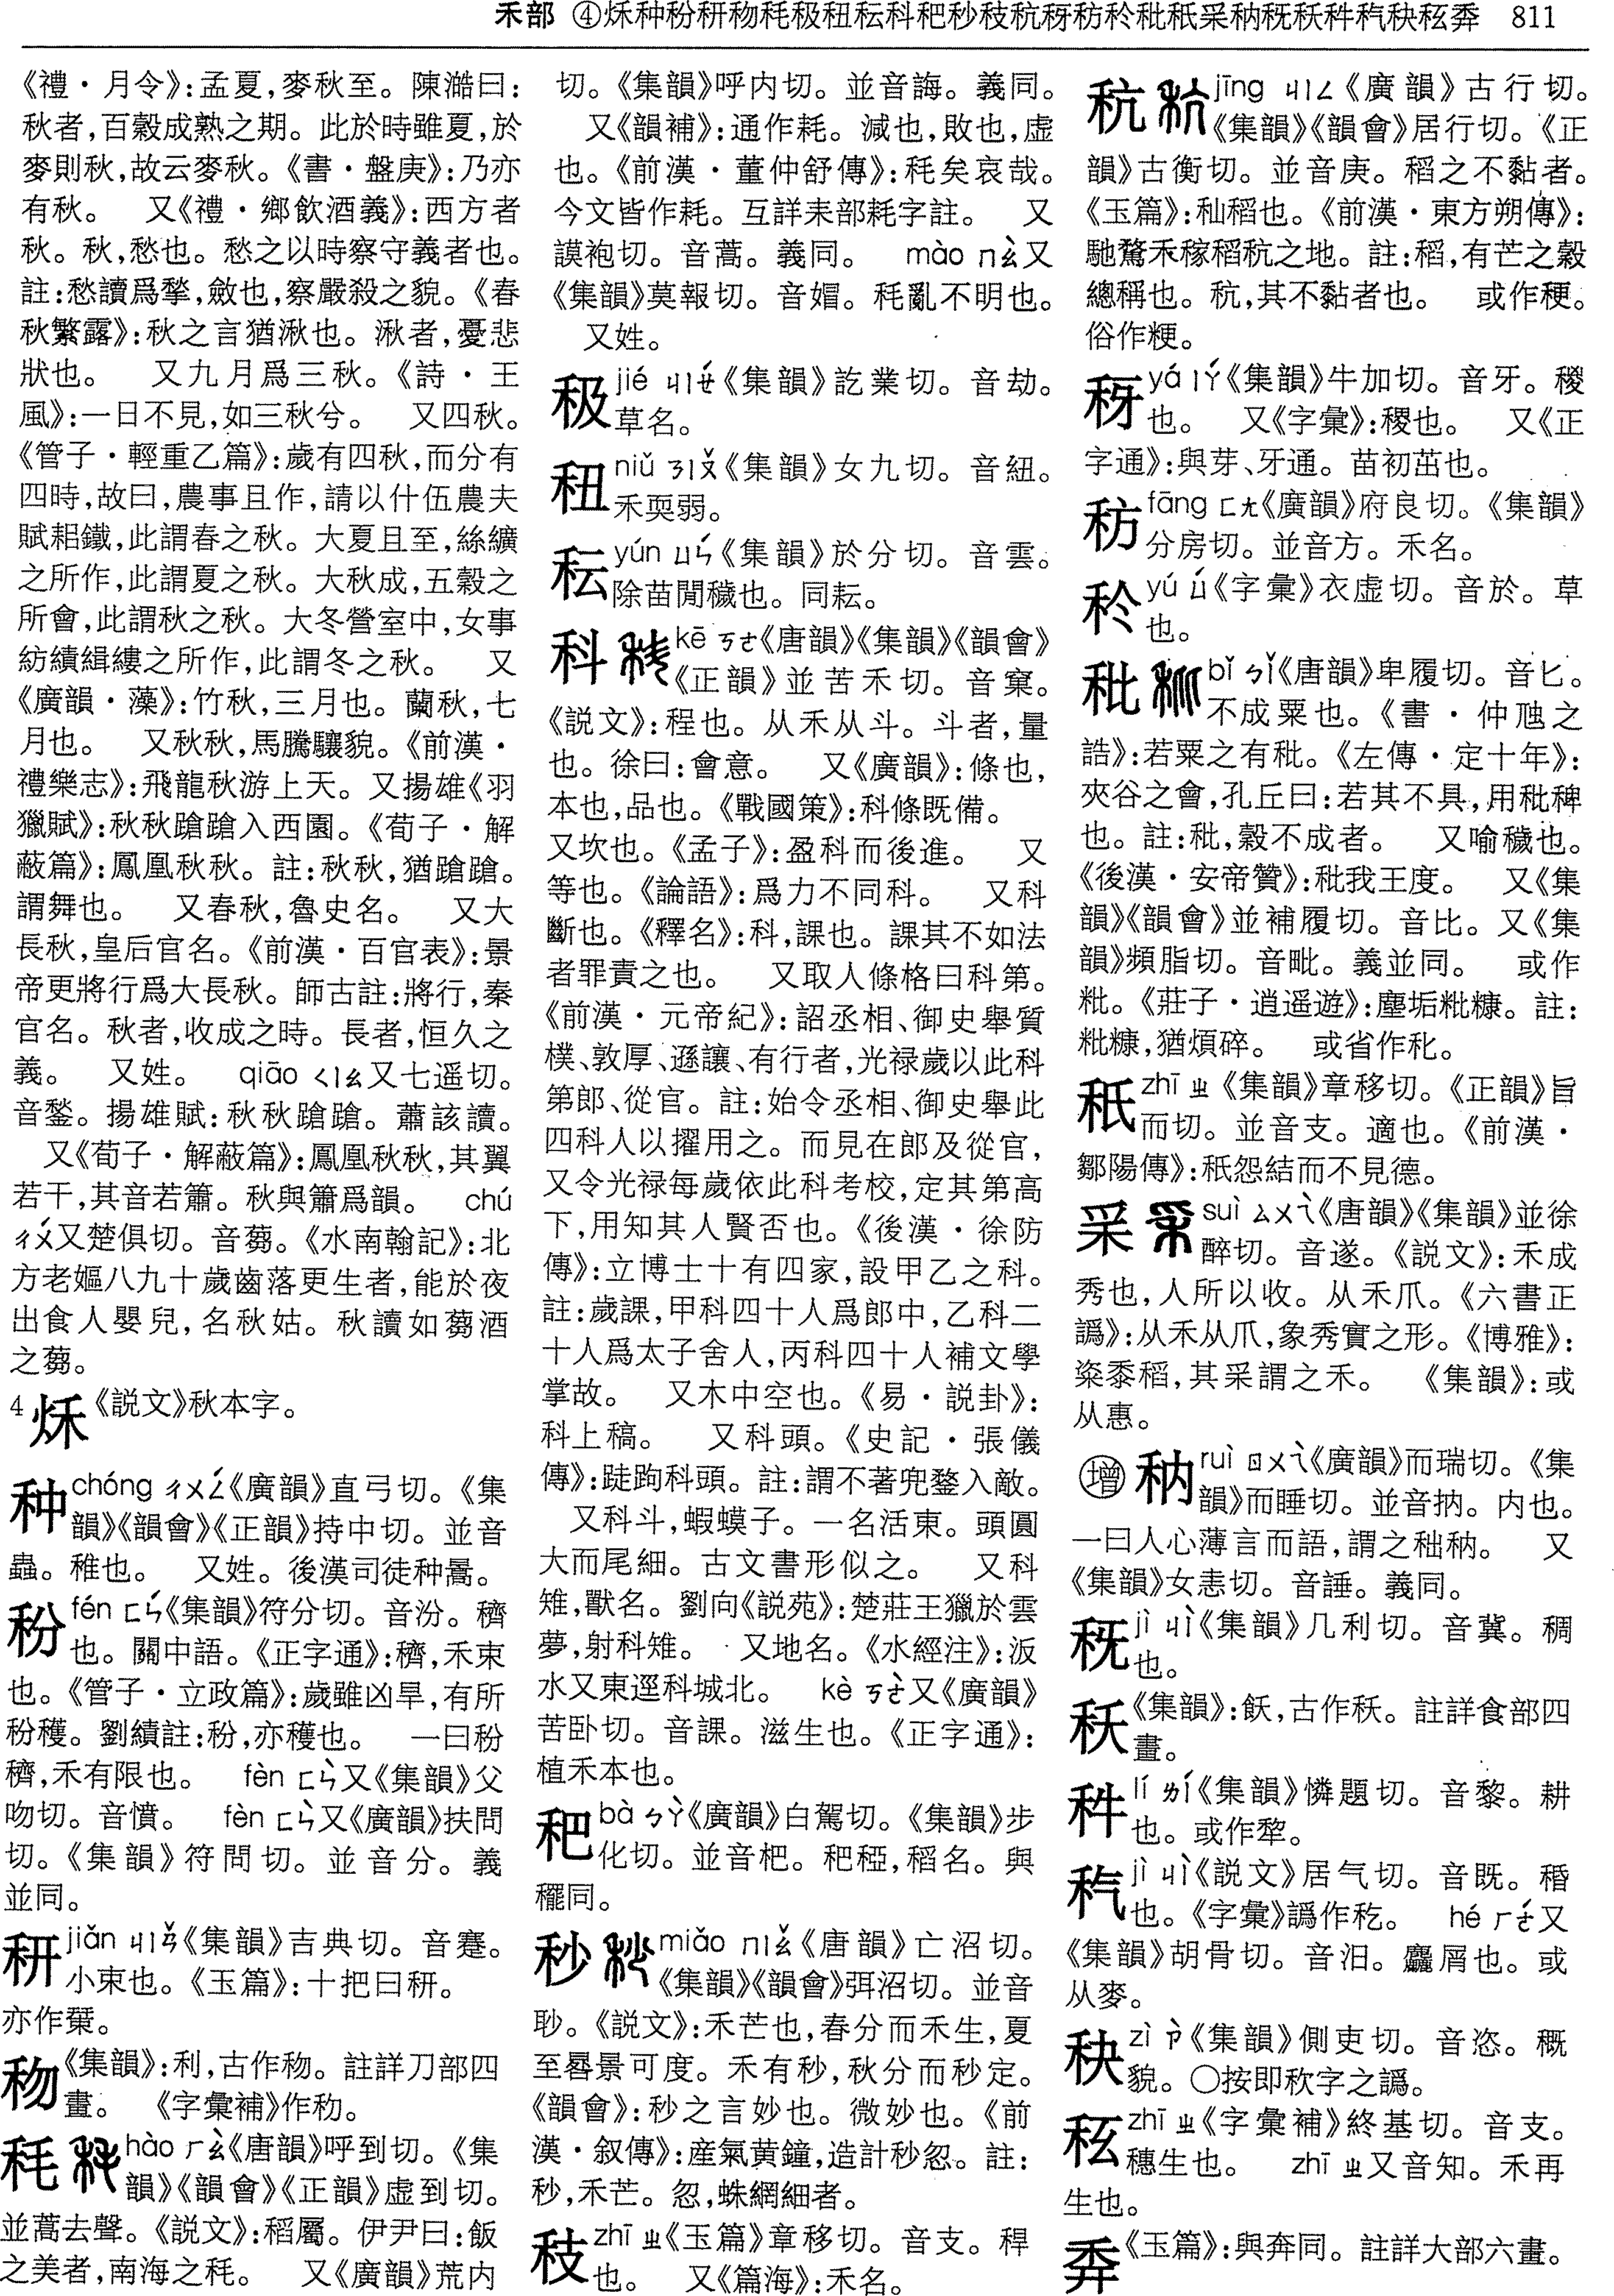 禾部 ④秌种秎秆秐秏极秜秐科秅秒秓秔秅秐秎秕秖采秐秐秐秐秐秐秐秐 811
《禮・月令》:孟夏,麥秋至。陳澔曰:
秋者,百穀成熟之期。此於時雖夏,於
麥則秋,故云麥秋。《書・盤庚》:乃亦
有秋。　又《禮・鄉飲酒義》:西方者
秋。秋,愁也。愁之以時察守義者也。
註:愁讀爲揫,斂也,察嚴殺之貌。《春
秋繁露》:秋之言猶湫也。湫者,憂悲
狀也。　又九月爲三秋。《詩・王
風》:一日不見,如三秋兮。　又四秋。
《管子・輕重乙篇》:歲有四秋,而分有
四時,故曰,農事且作,請以什伍農夫
賦耜鐵,此謂春之秋。大夏且至,絲纊
之所作,此謂夏之秋。大秋成,五穀之
所會,此謂秋之秋。大冬營室中,女事
紡績緝縷之所作,此謂冬之秋。　又
《廣韻・藻》:竹秋,三月也。蘭秋,七
月也。　又秋秋,馬騰驤貌。《前漢・
禮樂志》:飛龍秋游上天。又揚雄《羽
獵賦》:秋秋蹌蹌入西園。《荀子・解
蔽篇》:鳳凰秋秋。註:秋秋,猶蹌蹌。
謂舞也。　又春秋,魯史名。　又大
長秋,皇后官名。《前漢・百官表》:景
帝更將行爲大長秋。師古註:將行,秦
官名。秋者,收成之時。長者,恒久之
義。　又姓。　qiāo ㄑㄧㄠ又七遥切。
音鍫。揚雄賦:秋秋蹌蹌。蕭該讀。
又《荀子・解蔽篇》:鳳凰秋秋,其翼
若干,其音若簫。秋與簫爲韻。　chú
ㄔㄨˊ又楚俱切。音蒭。《水南翰記》:北
方老嫗八九十歲齒落更生者,能於夜
出食人嬰兒,名秋姑。秋讀如蒭酒
之蒭。
4 秌《説文》秋本字。
种 chóng ㄔㄨㄥˊ《廣韻》直弓切。《集
韻》《韻會》《正韻》持中切。並音
蟲。稚也。　又姓。後漢司徒种暠。
秎 fén ㄈㄣˊ《集韻》符分切。音汾。穧
也。關中語。《正字通》:穧,禾束
也。《管子・立政篇》:歲雖凶旱,有所
秎穫。劉績註:秎,亦穫也。　一曰秎
穧,禾有限也。　fèn ㄈㄣˋ又《集韻》父
吻切。音憤。　fèn ㄈㄣˋ又《廣韻》扶問
切。《集韻》符問切。並音分。義
並同。
䄯 jiǎn ㄐㄧㄢˇ《集韻》吉典切。音蹇。
小束也。《玉篇》:十把曰䄯。
亦作䅌。
𥝢《集韻》:利,古作𥝢。註詳刀部四
畫。　《字彙補》作𥝤。
秏 hào ㄏㄠˋ《唐韻》呼到切。《集
韻》《韻會》《正韻》虚到切。
並蒿去聲。《説文》:稻屬。伊尹曰:飯
之美者,南海之秏。　又《廣韻》荒内
切。《集韻》呼内切。並音誨。義同。
又《韻補》:通作耗。減也,敗也,虚
也。《前漢・董仲舒傳》:秏矣哀哉。
今文皆作耗。互詳耒部耗字註。　又
謨袍切。音蒿。義同。　mào ㄇㄠˋ又
《集韻》莫報切。音媢。秏亂不明也。
又姓。
䄫 jié ㄐㄧㄝˊ《集韻》訖業切。音劫。
草名。
䄭 niǔ ㄋㄧㄡˇ《集韻》女九切。音紐。
禾耎弱。
秐 yún ㄩㄣˊ《集韻》於分切。音雲。
除苗閒穢也。同耘。
科 kē ㄎㄜ《唐韻》《集韻》《韻會》
《正韻》並苦禾切。音窠。
《説文》:程也。从禾从斗。斗者,量
也。徐曰:會意。　又《廣韻》:條也,
本也,品也。《戰國策》:科條既備。
又坎也。《孟子》:盈科而後進。　又
等也。《論語》:爲力不同科。　又科
斷也。《釋名》:科,課也。課其不如法
者罪責之也。　又取人條格曰科第。
《前漢・元帝紀》:詔丞相、御史舉質
樸、敦厚、遜讓、有行者,光禄歲以此科
第郎、從官。註:始令丞相、御史舉此
四科人以擢用之。而見在郎及從官,
又令光禄每歲依此科考校,定其第高
下,用知其人賢否也。《後漢・徐防
傳》:立博士十有四家,設甲乙之科。
註:歲課,甲科四十人爲郎中,乙科二
十人爲太子舍人,丙科四十人補文學
掌故。　又木中空也。《易・説卦》:
科上稿。　又科頭。《史記・張儀
傳》:跿跔科頭。註:謂不著兜鍪入敵。
又科斗,蝦蟆子。一名活東。頭圓
大而尾細。古文書形似之。　又科
雉,獸名。劉向《説苑》:楚莊王獵於雲
夢,射科雉。　又地名。《水經注》:汳
水又東逕科城北。　kè ㄎㄜˋ又《廣韻》
苦卧切。音課。滋生也。《正字通》:
植禾本也。
䄧 bà ㄅㄚˋ《廣韻》白駕切。《集韻》步
化切。並音杷。䄧稏,稻名。與
䆉同。
秒 miǎo ㄇㄧㄠˇ《唐韻》亡沼切。
《集韻》《韻會》弭沼切。並音
眇。《説文》:禾芒也,春分而禾生,夏
至晷景可度。禾有秒,秋分而秒定。
《韻會》:秒之言妙也。微妙也。《前
漢・叙傳》:産氣黄鐘,造計秒忽。註:
秒,禾芒。忽,蛛網細者。
秓 zhī ㄓ《玉篇》章移切。音支。稈
也。　又《篇海》:禾名。
秔 jīng ㄐㄧㄥ《廣韻》古行切。
《集韻》《韻會》居行切。《正
韻》古衡切。並音庚。稻之不黏者。
《玉篇》:秈稻也。《前漢・東方朔傳》:
馳騖禾稼稻秔之地。註:稻,有芒之穀
總稱也。秔,其不黏者也。　或作稉。
俗作粳。
䄰 yá ㄧㄚˊ《集韻》牛加切。音牙。稷
也。　又《字彙》:稷也。　又《正
字通》:與芽、牙通。苗初茁也。
䄱 fāng ㄈㄤ《廣韻》府良切。《集韻》
分房切。並音方。禾名。
䄨 yú ㄩˊ《字彙》衣虚切。音於。草
也。
秕 bǐ ㄅㄧˇ《唐韻》卑履切。音匕。
不成粟也。《書・仲虺之
誥》:若粟之有秕。《左傳・定十年》:
夾谷之會,孔丘曰:若其不具,用秕稗
也。註:秕,穀不成者。　又喻穢也。
《後漢・安帝贊》:秕我王度。　又《集
韻》《韻會》並補履切。音比。又《集
韻》頻脂切。音毗。義並同。　或作
粃。《莊子・逍遥遊》:塵垢粃糠。註:
粃糠,猶煩碎。　或省作䄶。
秖 zhī ㄓ《集韻》章移切。《正韻》旨
而切。並音支。適也。《前漢・
鄒陽傳》:秖怨結而不見德。
采 suì ㄙㄨㄟˋ《唐韻》《集韻》並徐
醉切。音遂。《説文》:禾成
秀也,人所以收。从禾爪。《六書正
譌》:从禾从爪,象秀實之形。《博雅》:
粢黍稻,其采謂之禾。　《集韻》:或
从惠。
增 䄲 ruì ㄖㄨㄟˋ《廣韻》而瑞切。《集
韻》而睡切。並音抐。内也。
一曰人心薄言而語,謂之䄲。　又
《集韻》女恚切。音諈。義同。
jì ㄐㄧˋ《集韻》几利切。音冀。稠
也。
《集韻》:飫,古作秗。註詳食部四
畫。
lí ㄌㄧˊ《集韻》憐題切。音黎。耕
也。或作犂。
jì ㄐㄧˋ《説文》居气切。音既。䅣
也。《字彙》譌作秺。　hé ㄏㄜˊ又
《集韻》胡骨切。音汩。麤屑也。或
从麥。
zì ㄗˋ《集韻》側吏切。音恣。穊
貌。〇按即秶字之譌。
zhī ㄓ《字彙補》終基切。音支。
穗生也。　zhī ㄓ又音知。禾再
生也。
《玉篇》:與奔同。註詳大部六畫。